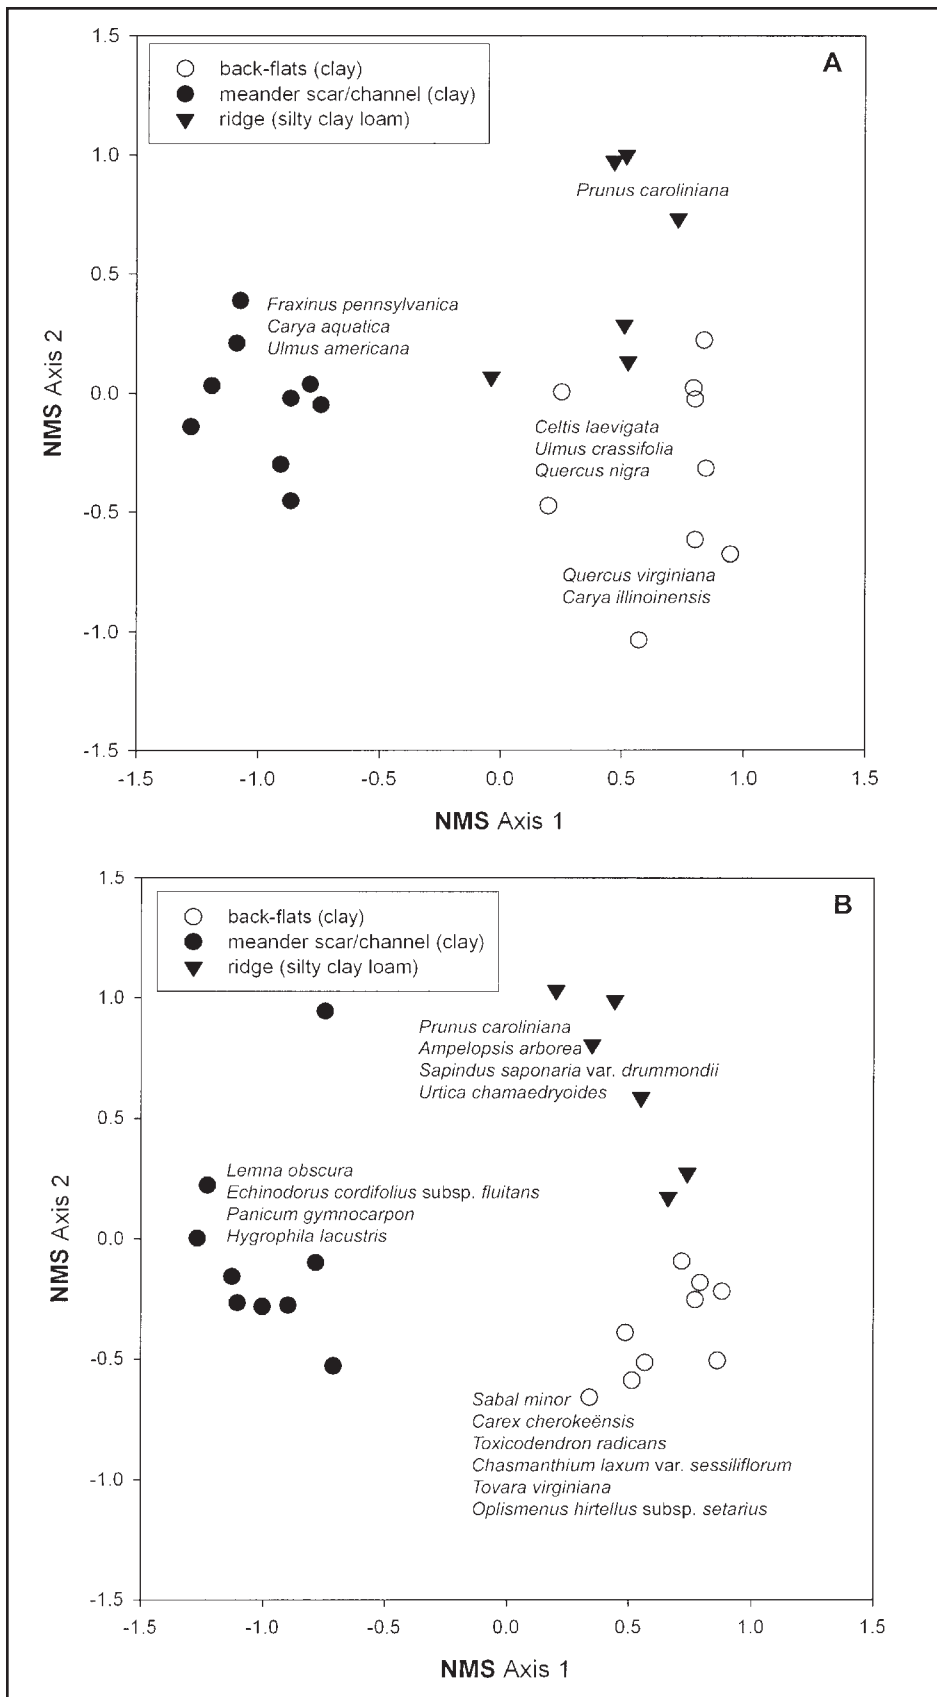 A
back-flats (clay)
meander scar/channel (clay)
ridge (silty clay loam)
1.5
1.0
0.5
0.0
-0.5
-1.0
-1.5
NMS Axis 2
Prunus caroliniana
Fraxinus pennsylvanica
Carya aquatica
Ulmus americana
Celtis laevigata
Ulmus crassifolia
Quercus nigra
Quercus virginiana
Carya illinoinensis
-1.5 -1.0 -0.5 0.0 0.5 1.0 1.5
NMS Axis 1
B
back-flats (clay)
meander scar/channel (clay)
ridge (silty clay loam)
1.5
1.0
0.5
0.0
-0.5
-1.0
-1.5
NMS Axis 2
Prunus caroliniana
Ampelopsis arborea
Sapindus saponaria var. drummondii
Urtica chamaedryoides
Lemna obscura
Echinodorus cordifolius subsp. fluitans
Panicum gymnocarpon
Hygrophila lacustris
Sabal minor
Carex cherokeënsis
Toxicodendron radicans
Chasmanthium laxum var. sessiliflorum
Tovara virginiana
Oplismenus hirtellus subsp. setarius
-1.5 -1.0 -0.5 0.0 0.5 1.0 1.5
NMS Axis 1